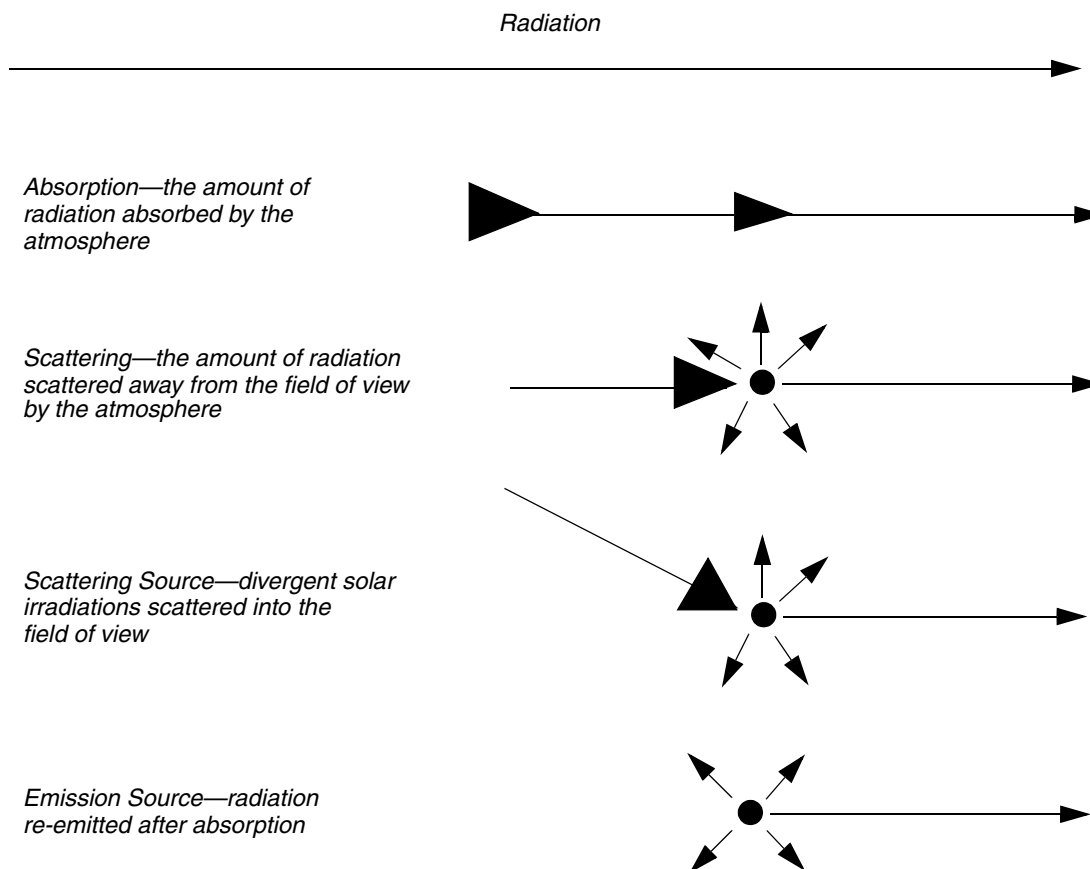 Radiation
Absorption—the amount of
radiation absorbed by the
atmosphere
Scattering—the amount of radiation
scattered away from the field of view
by the atmosphere
Scattering Source—divergent solar
irradiations scattered into the
field of view
Emission Source—radiation
re-emitted after absorption